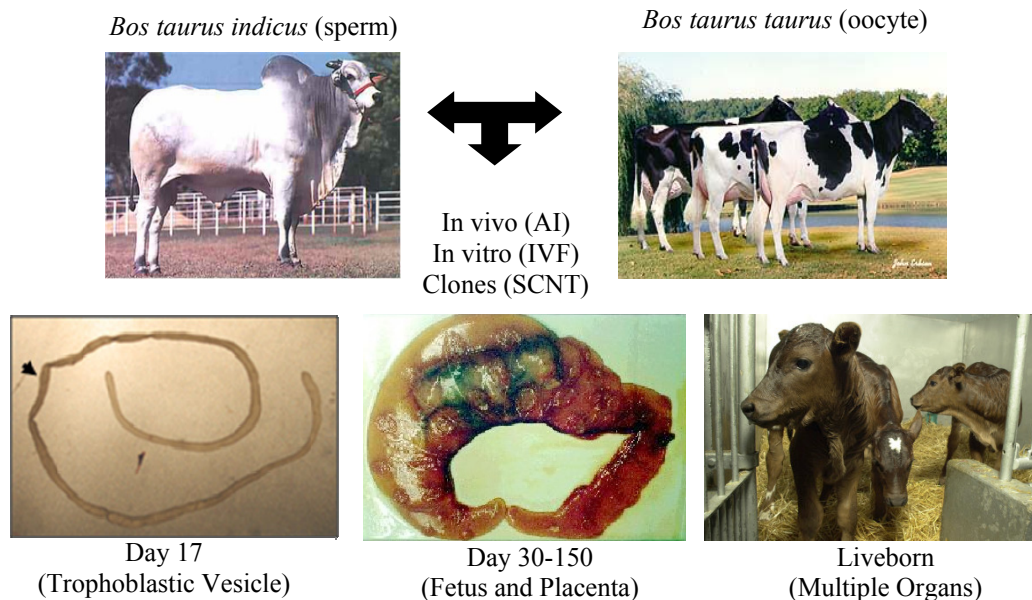 Bos taurus indicus (sperm)
Bos taurus taurus (oocyte)
In vivo (AI)
In vitro (IVF)
Clones (SCNT)
Day 17
(Trophoblastic Vesicle)
Day 30-150
(Fetus and Placenta)
Liveborn
(Multiple Organs)